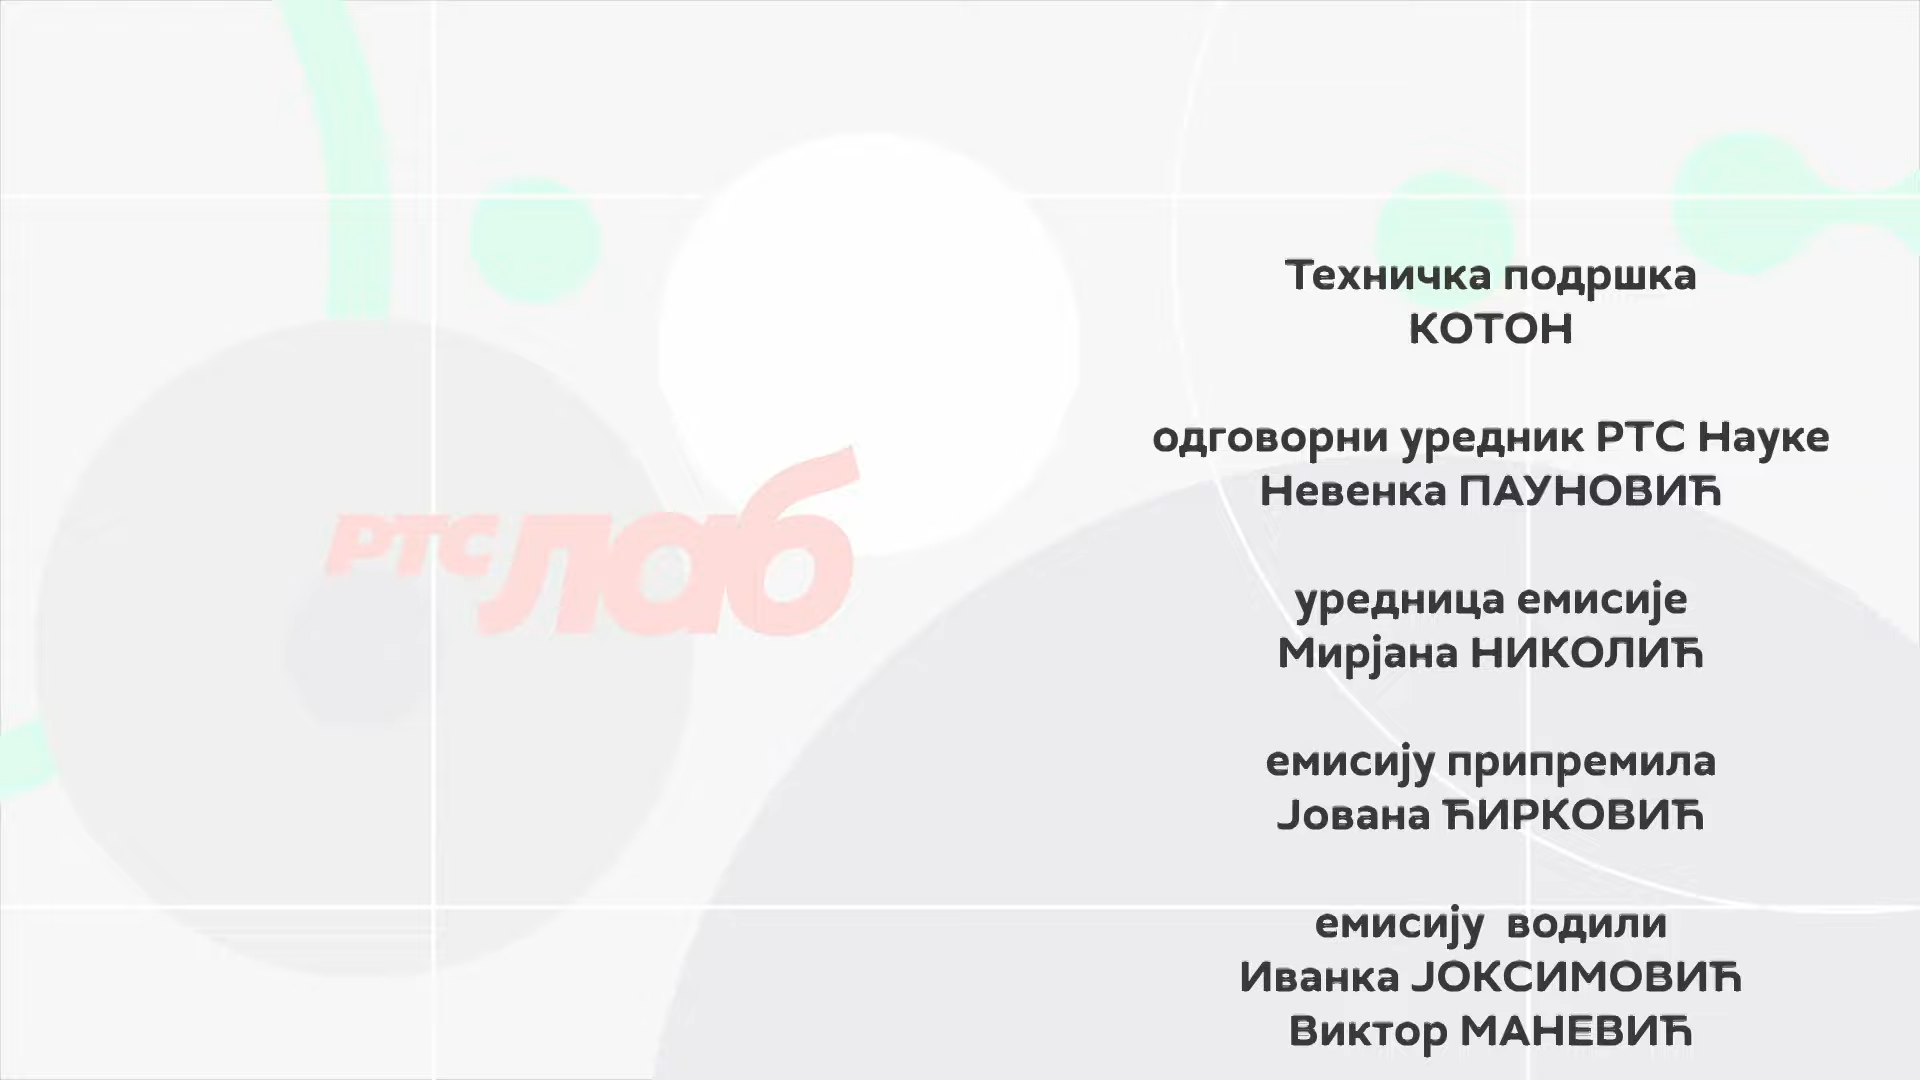 РТС лаб
Техничка подршка
КОТОН
одговорни уредник РТС Науке
Невенка ПАУНОВИЋ
уредница емисије
Мирјана НИКОЛИЋ
емисију припремила
Јована ЋИРКОВИЋ
емисију  водили
Иванка ЈОКСИМОВИЋ
Виктор МАНЕВИЋ